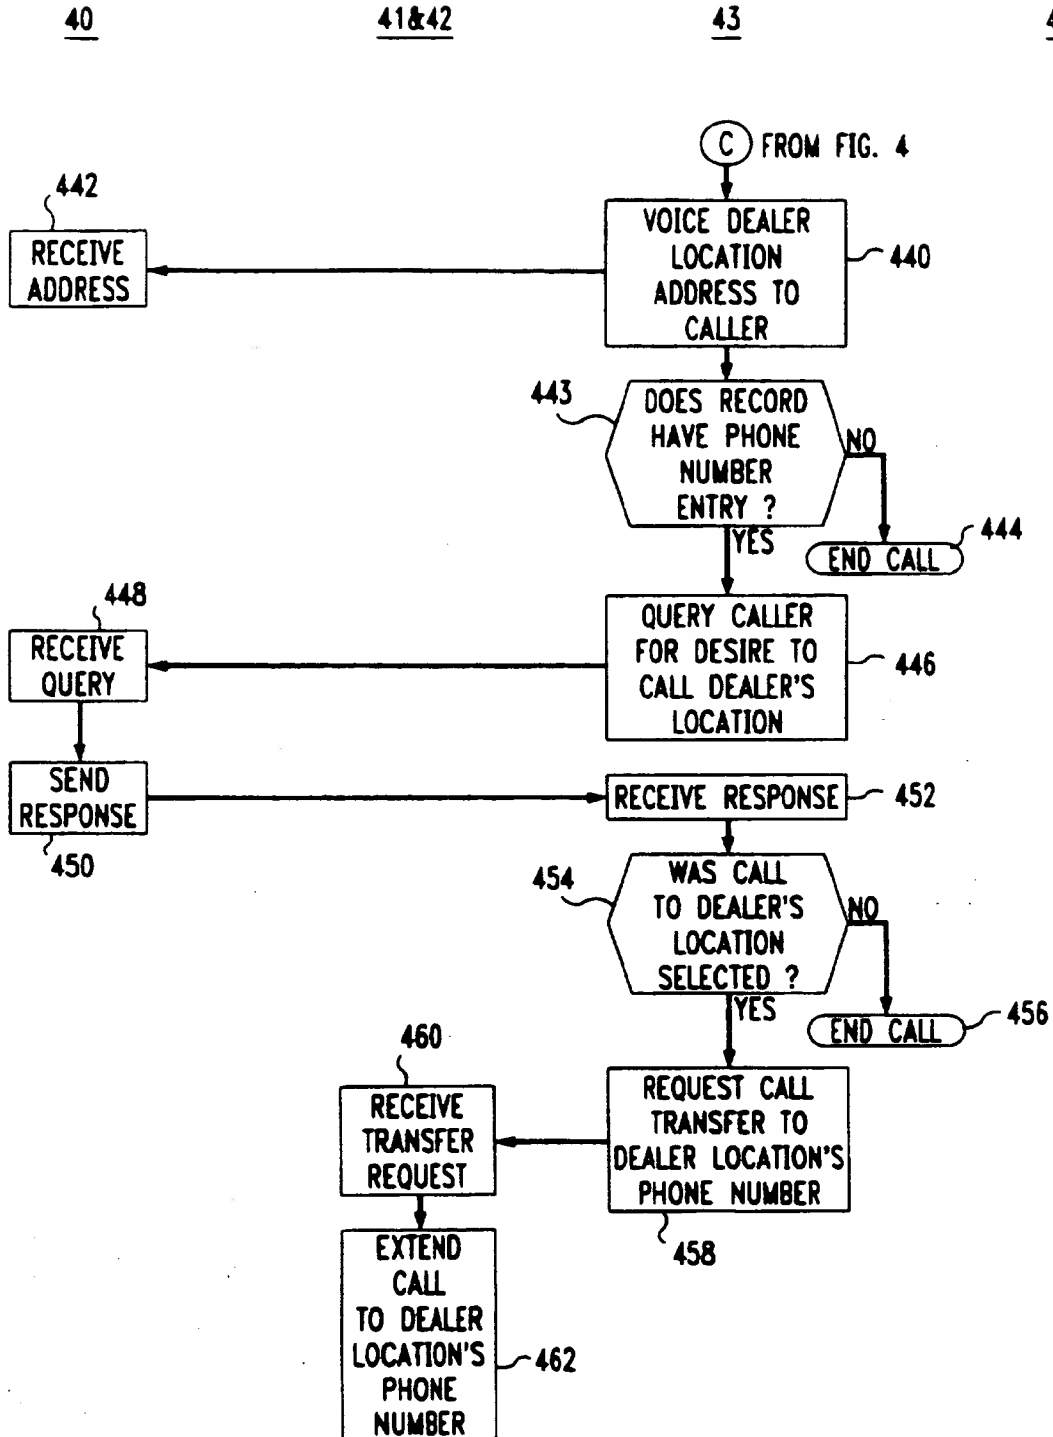 40
41&42
43
4
C FROM FIG. 4
442
RECEIVE
ADDRESS
VOICE DEALER
LOCATION
ADDRESS TO
CALLER
440
443
DOES RECORD
HAVE PHONE
NUMBER
ENTRY ?
NO
YES
END CALL
444
448
RECEIVE
QUERY
QUERY CALLER
FOR DESIRE TO
CALL DEALER'S
LOCATION
446
SEND
RESPONSE
450
RECEIVE RESPONSE
452
454
WAS CALL
TO DEALER'S
LOCATION
SELECTED ?
NO
YES
END CALL
456
460
RECEIVE
TRANSFER
REQUEST
REQUEST CALL
TRANSFER TO
DEALER LOCATION'S
PHONE NUMBER
458
EXTEND
CALL
TO DEALER
LOCATION'S
PHONE
NUMBER
462